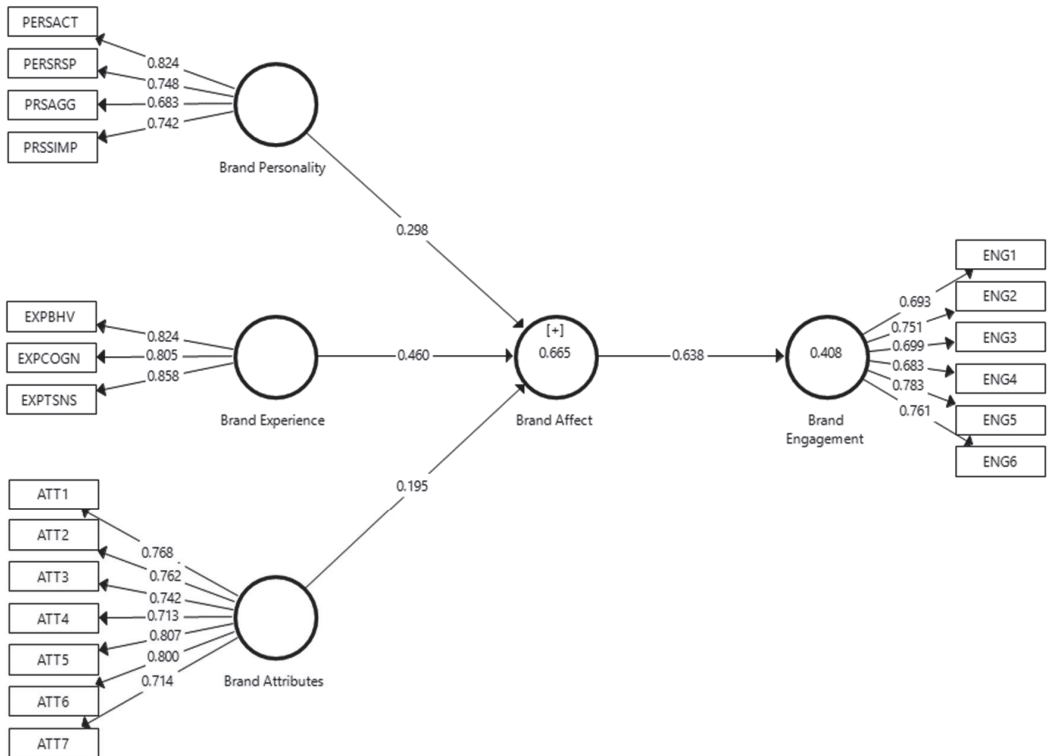 PERSACT
PERSRSP
PRSAGG
PRSSIMP
0.824
0.748
0.683
0.742
Brand Personality
0.298
EXPBHV
EXPCOGN
EXPTSNS
0.824
0.805
0.858
Brand Experience
0.460
[+]
0.665
Brand Affect
0.638
0.408
Brand
Engagement
0.693
0.751
0.699
0.683
0.783
0.761
ENG1
ENG2
ENG3
ENG4
ENG5
ENG6
0.195
ATT1
ATT2
ATT3
ATT4
ATT5
ATT6
ATT7
0.768
0.762
0.742
0.713
0.807
0.800
0.714
Brand Attributes